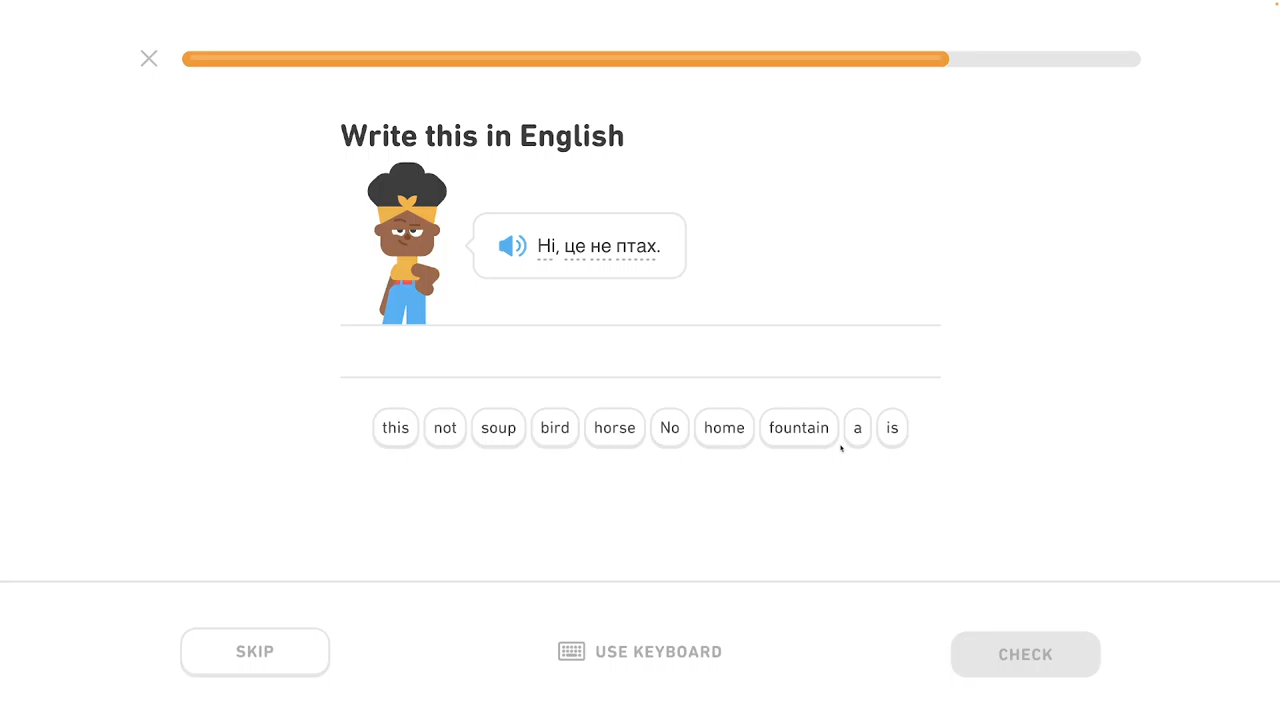 Write this in English
Ні, це не птах.
this not soup bird horse No home fountain a is
SKIP USE KEYBOARD CHECK